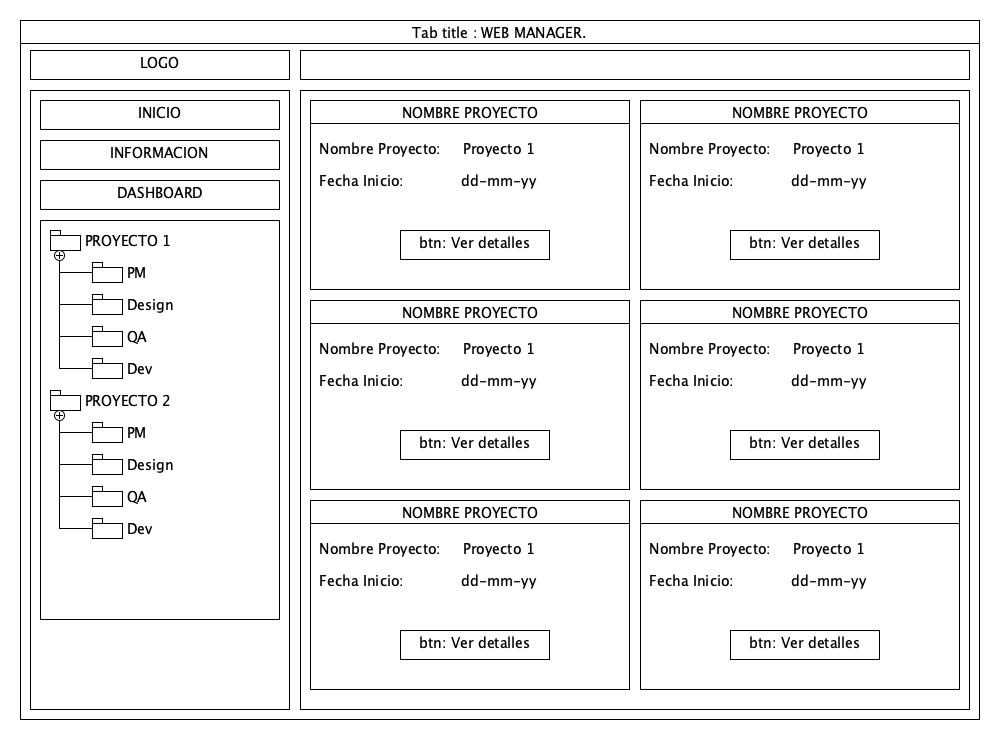 Tab title : WEB MANAGER.
LOGO
INICIO
INFORMACION
DASHBOARD
PROYECTO 1
PM
Design
QA
Dev
PROYECTO 2
PM
Design
QA
Dev
NOMBRE PROYECTO
Nombre Proyecto: Proyecto 1
Fecha Inicio: dd-mm-yy
btn: Ver detalles
NOMBRE PROYECTO
Nombre Proyecto: Proyecto 1
Fecha Inicio: dd-mm-yy
btn: Ver detalles
NOMBRE PROYECTO
Nombre Proyecto: Proyecto 1
Fecha Inicio: dd-mm-yy
btn: Ver detalles
NOMBRE PROYECTO
Nombre Proyecto: Proyecto 1
Fecha Inicio: dd-mm-yy
btn: Ver detalles
NOMBRE PROYECTO
Nombre Proyecto: Proyecto 1
Fecha Inicio: dd-mm-yy
btn: Ver detalles
NOMBRE PROYECTO
Nombre Proyecto: Proyecto 1
Fecha Inicio: dd-mm-yy
btn: Ver detalles